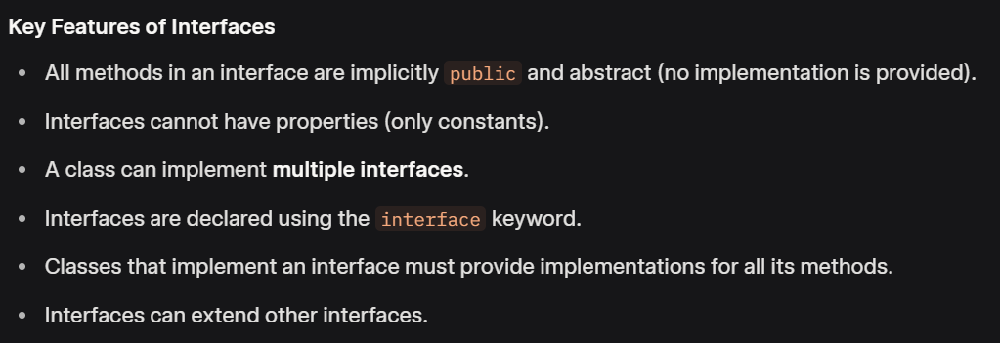 Key Features of Interfaces
• All methods in an interface are implicitly public and abstract (no implementation is provided).
• Interfaces cannot have properties (only constants).
• A class can implement multiple interfaces.
• Interfaces are declared using the interface keyword.
• Classes that implement an interface must provide implementations for all its methods.
• Interfaces can extend other interfaces.